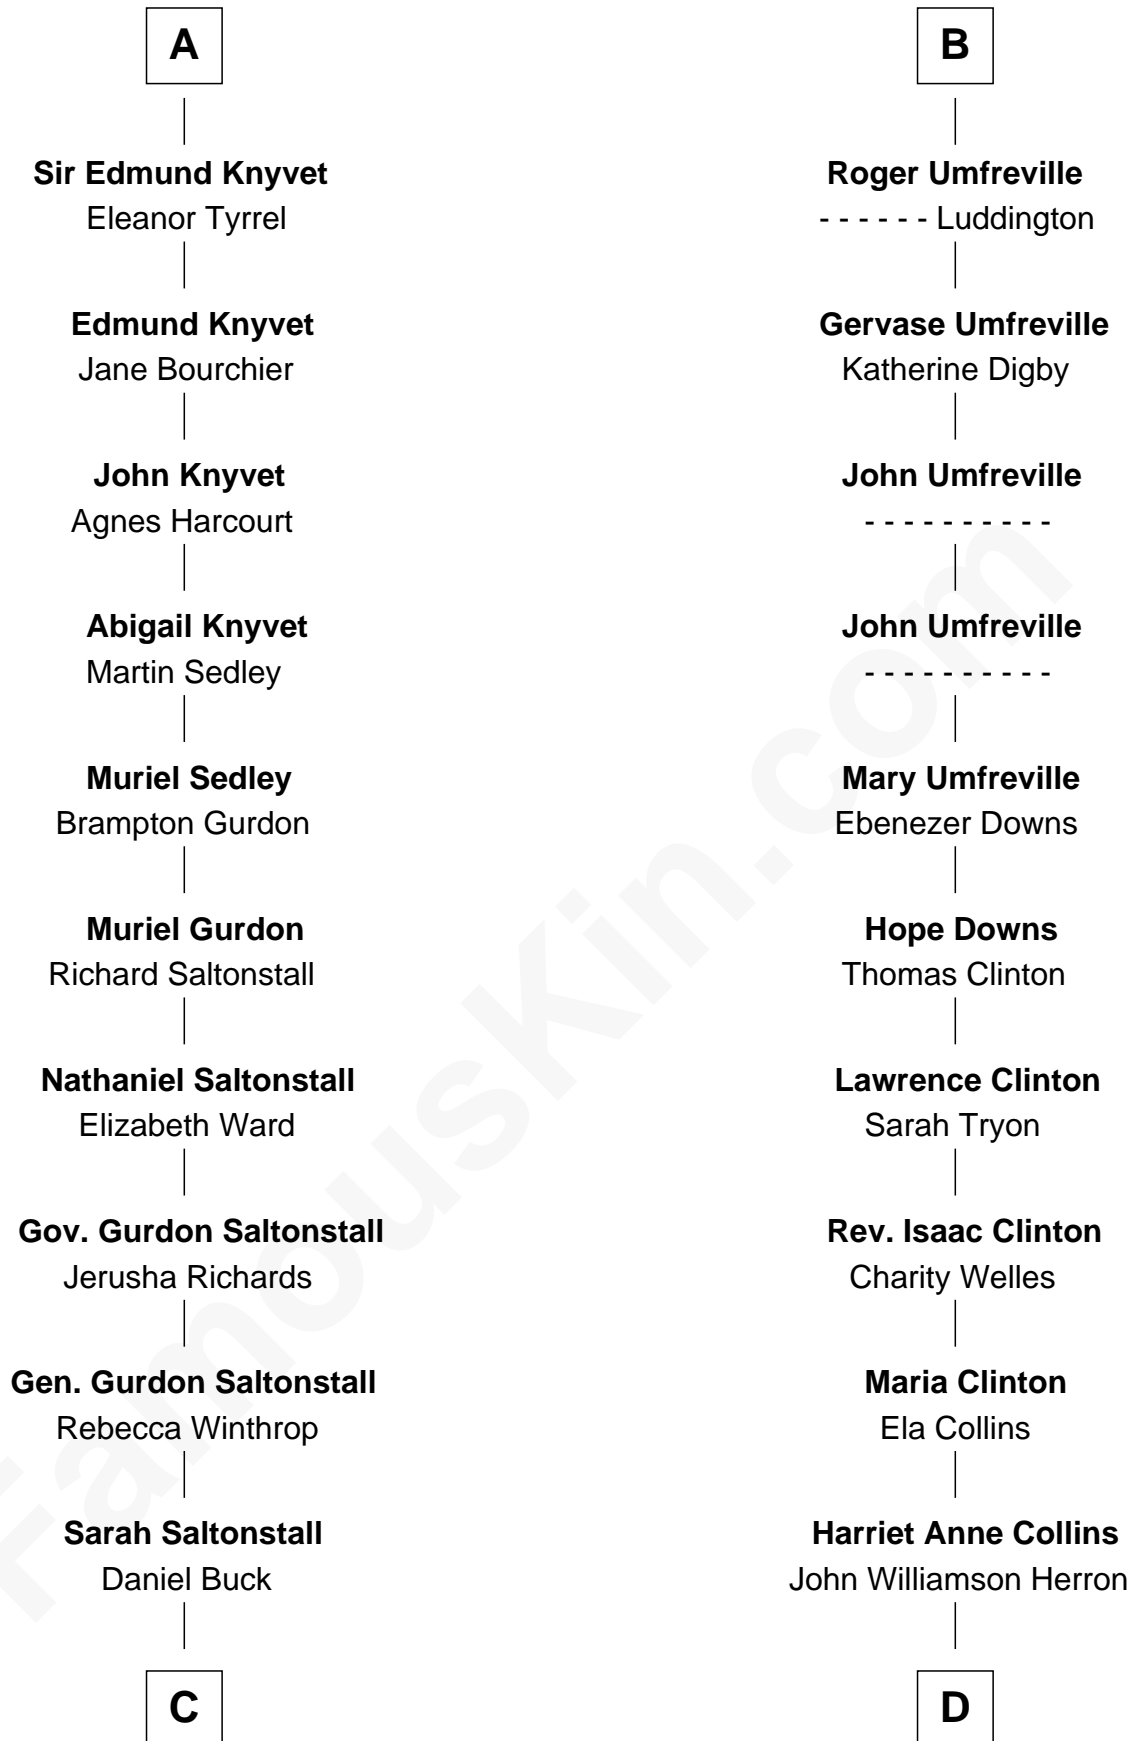 A
Sir Edmund Knyvet
Eleanor Tyrrel
Edmund Knyvet
Jane Bourchier
John Knyvet
Agnes Harcourt
Abigail Knyvet
Martin Sedley
Muriel Sedley
Brampton Gurdon
Muriel Gurdon
Richard Saltonstall
Nathaniel Saltonstall
Elizabeth Ward
Gov. Gurdon Saltonstall
Jerusha Richards
Gen. Gurdon Saltonstall
Rebecca Winthrop
Sarah Saltonstall
Daniel Buck
C
B
Roger Umfreville
- - - - - - Luddington
Gervase Umfreville
Katherine Digby
John Umfreville
- - - - - - - - - -
John Umfreville
- - - - - - - - - -
Mary Umfreville
Ebenezer Downs
Hope Downs
Thomas Clinton
Lawrence Clinton
Sarah Tryon
Rev. Isaac Clinton
Charity Welles
Maria Clinton
Ela Collins
Harriet Anne Collins
John Williamson Herron
D
FamousKin.com